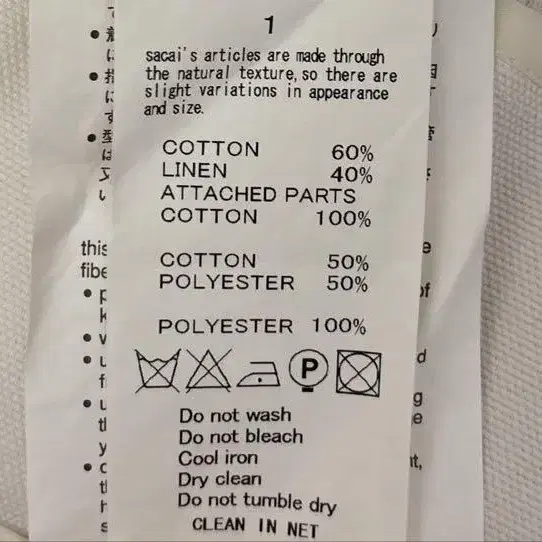 1
sacai's articles are made through
the natural texture, so there are
slight variations in appearance
and size.
COTTON 60%
LINEN 40%
ATTACHED PARTS
COTTON 100%
COTTON 50%
POLYESTER 50%
POLYESTER 100%
P
Do not wash
Do not bleach
Cool iron
Dry clean
Do not tumble dry
CLEAN IN NET
this